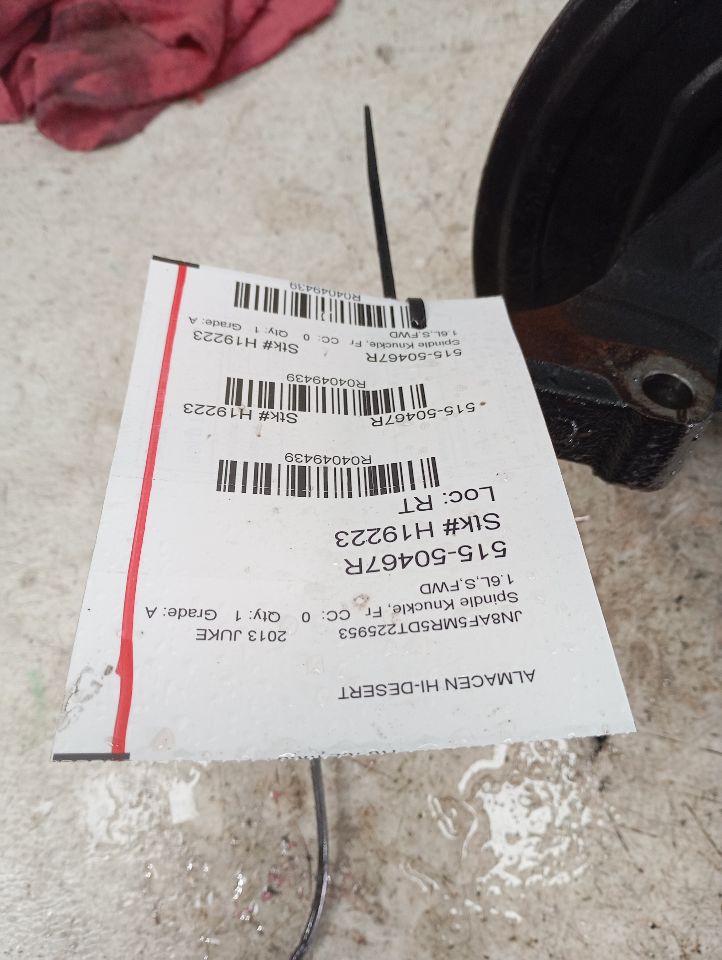 ALMACEN HI-DESERT
JN8AF5MR5DT225953 2013 JUKE
Spindle Knuckle, Fr CC: 0 Qty: 1 Grade: A
1.6L,S,FWD
515-50467R
Stk# H19223
Loc: RT
R04049439
515-50467R Stk# H19223
R04049439
515-50467R Stk# H19223
Spindle Knuckle, Fr CC: 0 Qty: 1 Grade: A
1.6L,S,FWD
R04049439